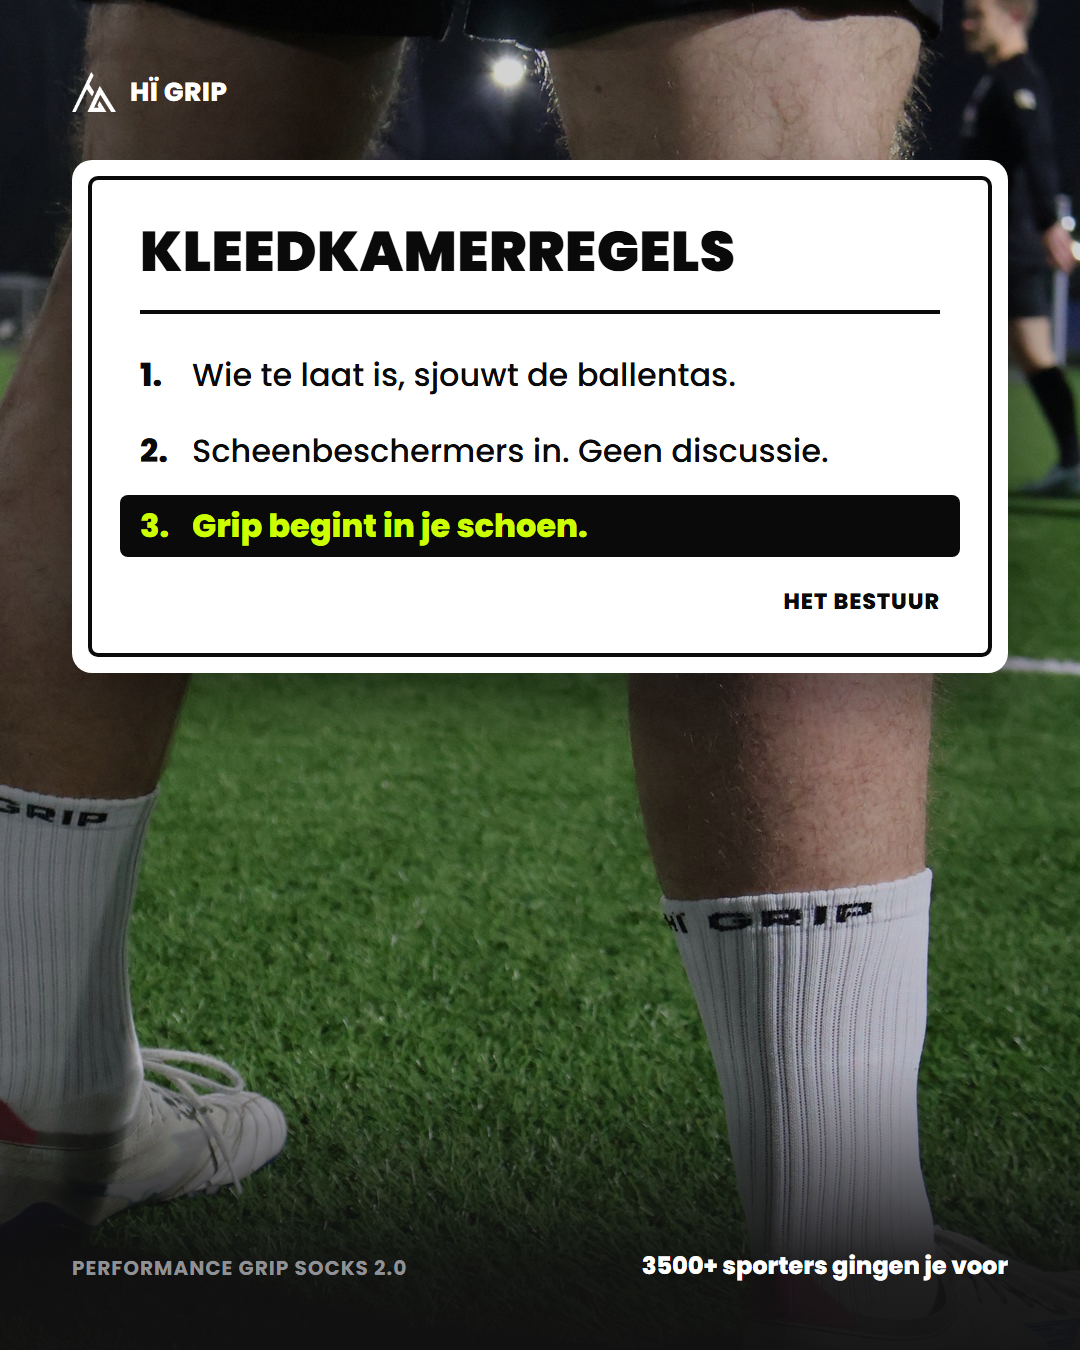 HÏ GRIP
KLEEDKAMERREGELS
1. Wie te laat is, sjouwt de ballentas.
2. Scheenbeschermers in. Geen discussie.
3. Grip begint in je schoen.
HET BESTUUR
GRIP
HÏ GRIP
PERFORMANCE GRIP SOCKS 2.0
3500+ sporters gingen je voor